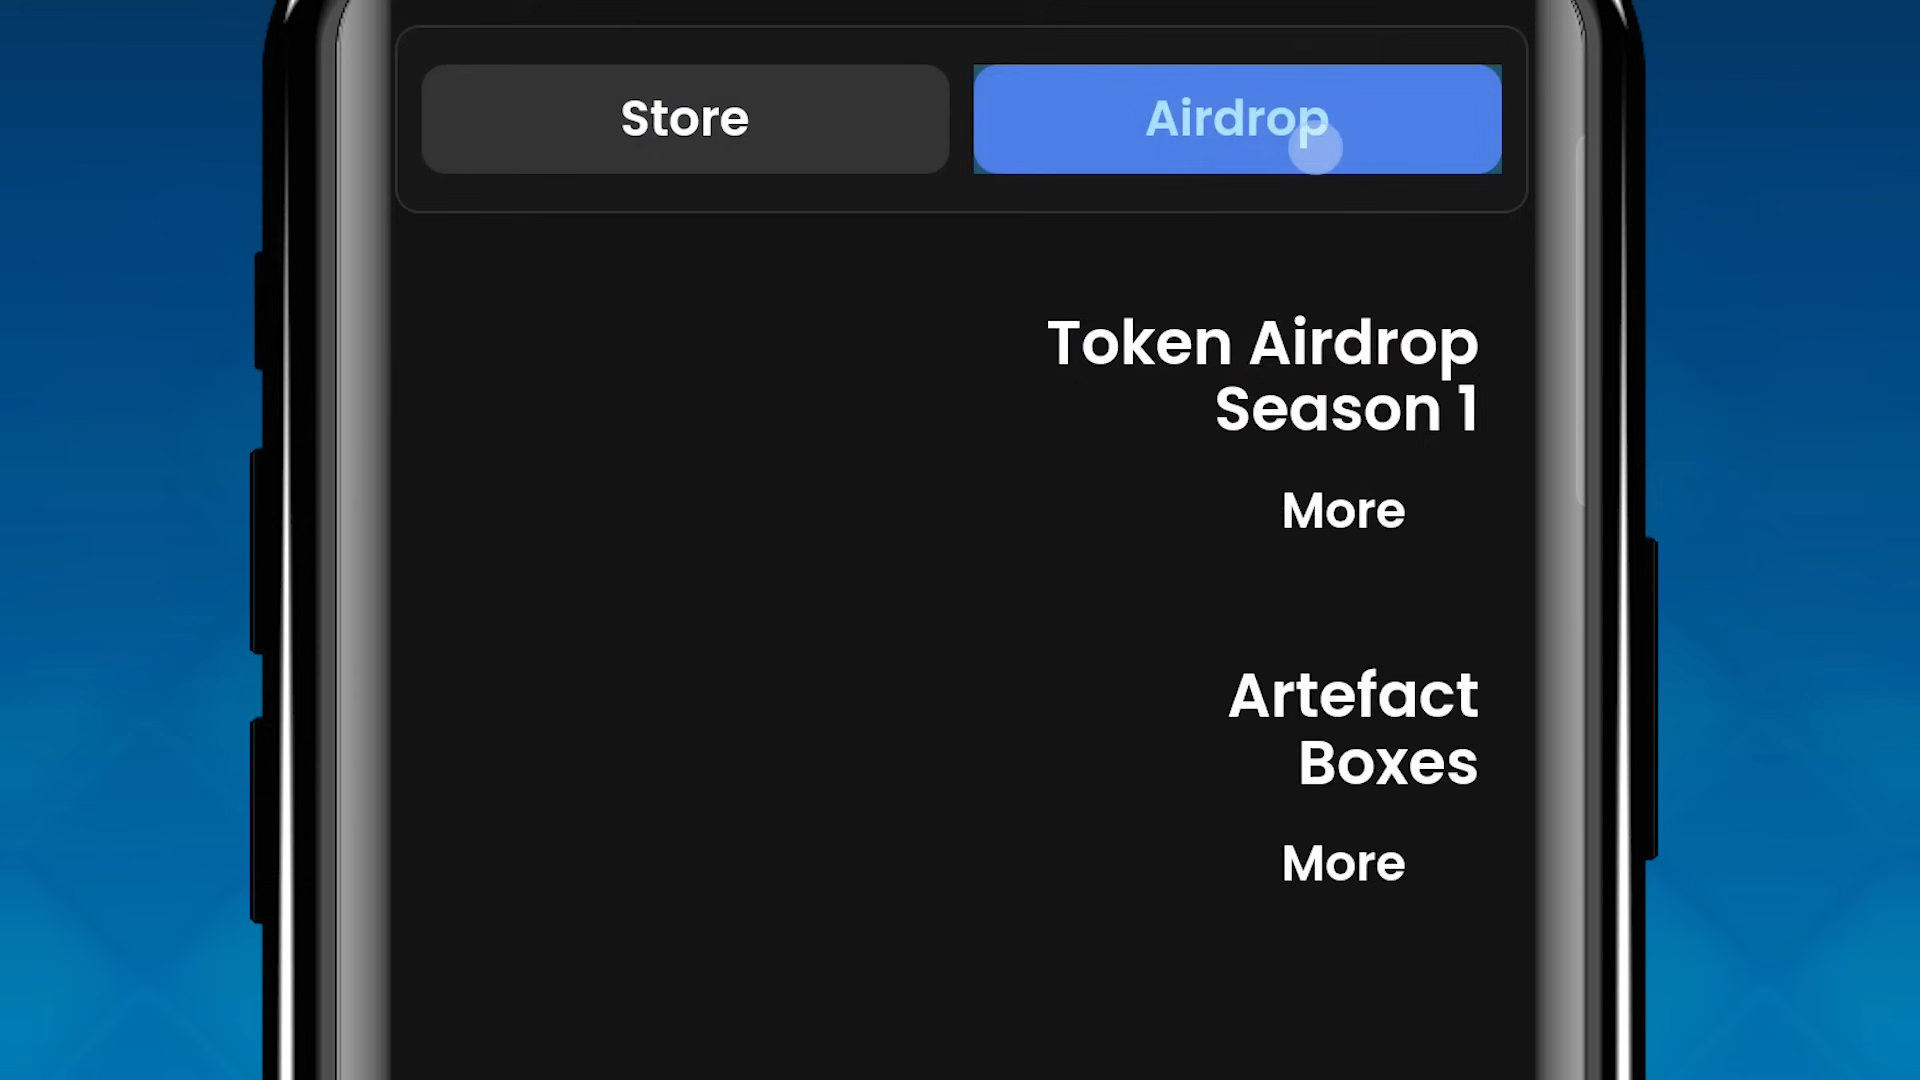 Store
Airdrop
Token Airdrop
Season 1
More
Artefact
Boxes
More